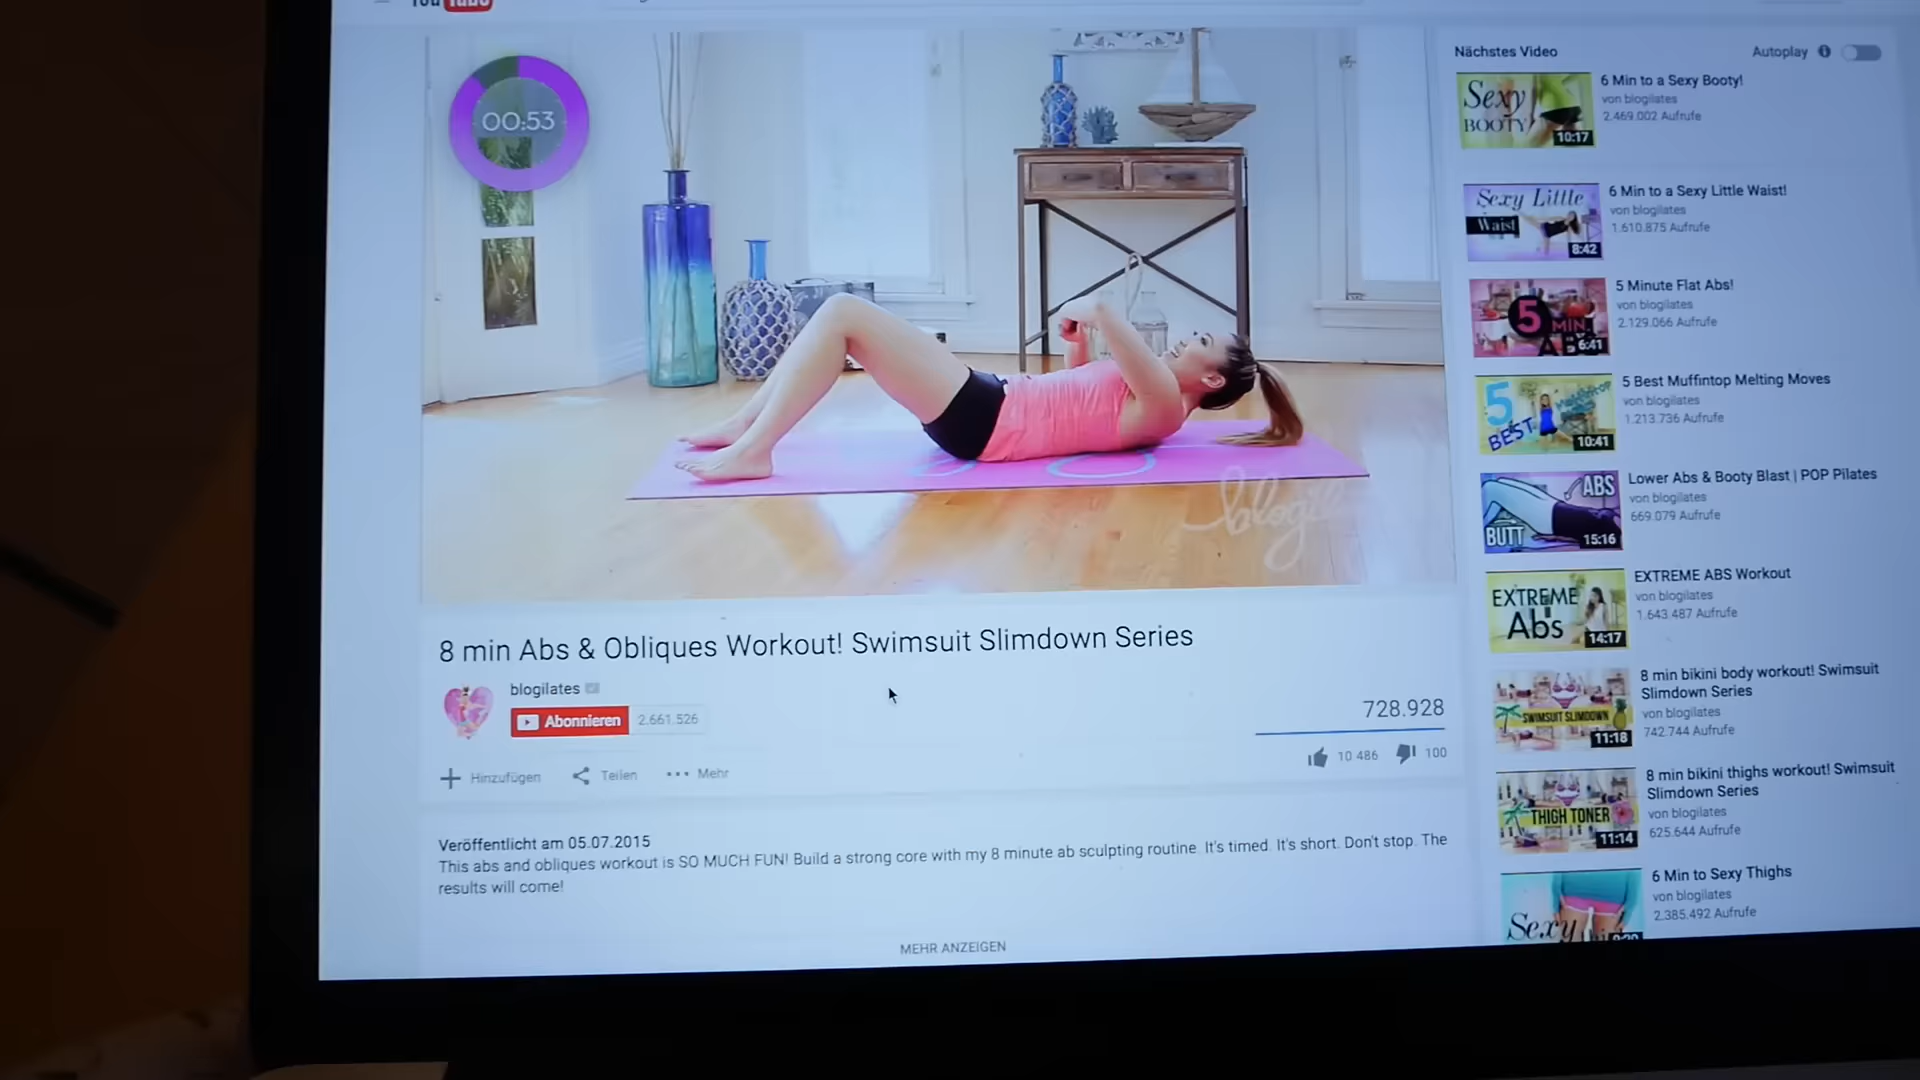 YouTube
00:53
8 min Abs & Obliques Workout! Swimsuit Slimdown Series
blogilates
Abonnieren 2.661.526
728.928
10 486 100
Hinzufügen Teilen Mehr
Veröffentlicht am 05.07.2015
This abs and obliques workout is SO MUCH FUN! Build a strong core with my 8 minute ab sculpting routine. It's timed. It's short. Don't stop. The
results will come!
MEHR ANZEIGEN
Nächstes Video Autoplay
Sexy
BOOTY
10:17
6 Min to a Sexy Booty!
von blogilates
2.469.002 Aufrufe
Sexy Little
Waist
8:42
6 Min to a Sexy Little Waist!
von blogilates
1.610.875 Aufrufe
5
MIN.
6:41
5 Minute Flat Abs!
von blogilates
2.129.066 Aufrufe
5
BEST
10:41
5 Best Muffintop Melting Moves
von blogilates
1.213.736 Aufrufe
ABS
BUTT
15:16
Lower Abs & Booty Blast | POP Pilates
von blogilates
669.079 Aufrufe
EXTREME
Abs
14:17
EXTREME ABS Workout
von blogilates
1.643.487 Aufrufe
SWIMSUIT SLIMDOWN
11:18
8 min bikini body workout! Swimsuit
Slimdown Series
von blogilates
742.744 Aufrufe
THIGH TONER
11:14
8 min bikini thighs workout! Swimsuit
Slimdown Series
von blogilates
625.644 Aufrufe
Sexy
6 Min to Sexy Thighs
von blogilates
2.385.492 Aufrufe